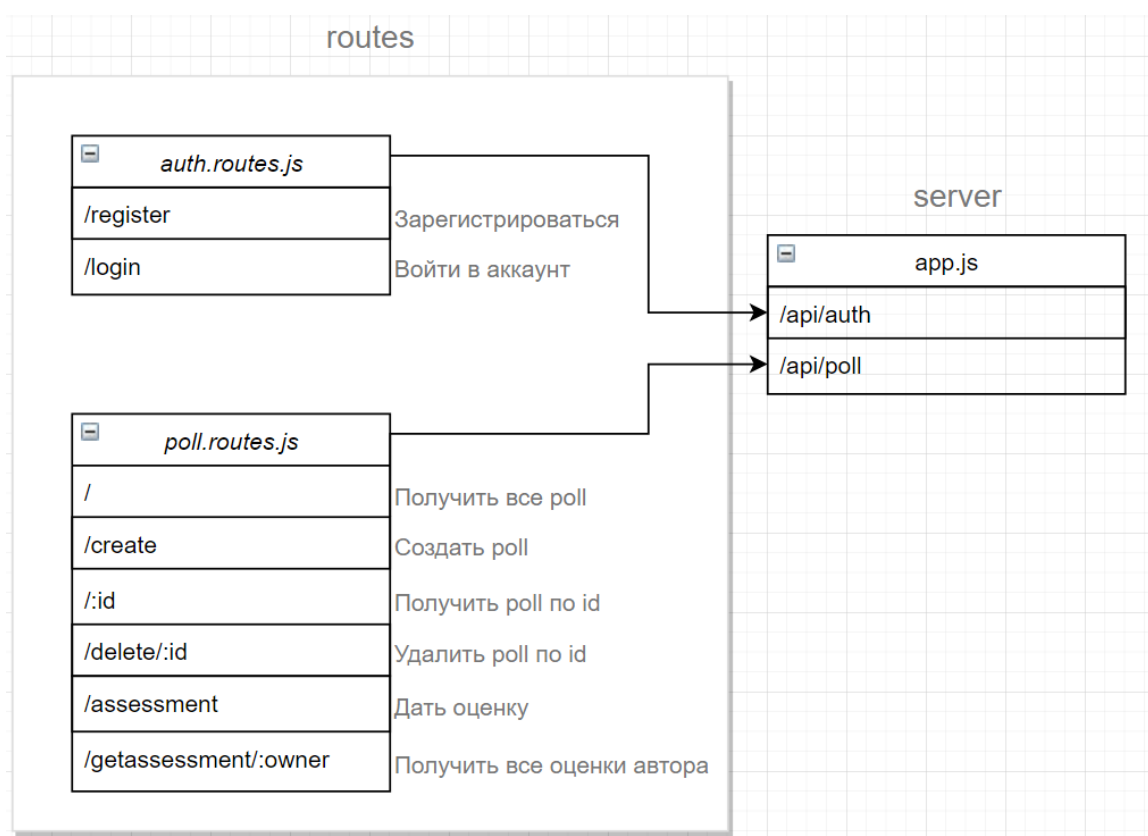 routes
auth.routes.js
/register
Зарегистрироваться
/login
Войти в аккаунт
server
app.js
/api/auth
/api/poll
poll.routes.js
/
Получить все poll
/create
Создать poll
/:id
Получить poll по id
/delete/:id
Удалить poll по id
/assessment
Дать оценку
/getassessment/:owner
Получить все оценки автора